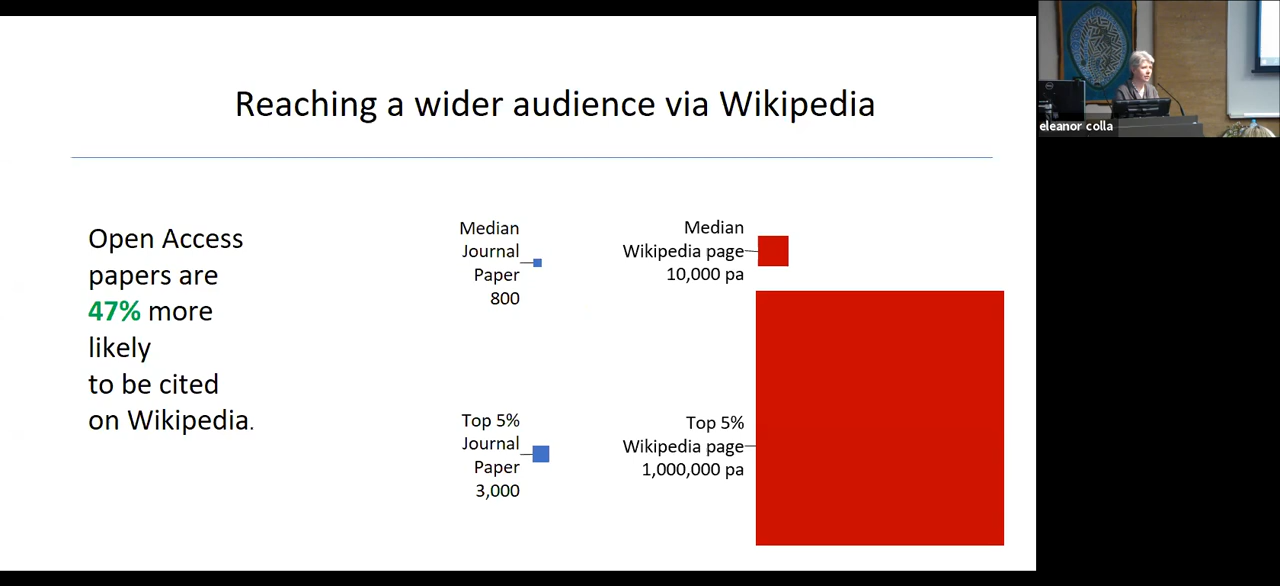 Reaching a wider audience via Wikipedia
Open Access
papers are
47% more
likely
to be cited
on Wikipedia.
Median
Journal
Paper
800
Median
Wikipedia page
10,000 pa
Top 5%
Journal
Paper
3,000
Top 5%
Wikipedia page
1,000,000 pa
eleanor colla